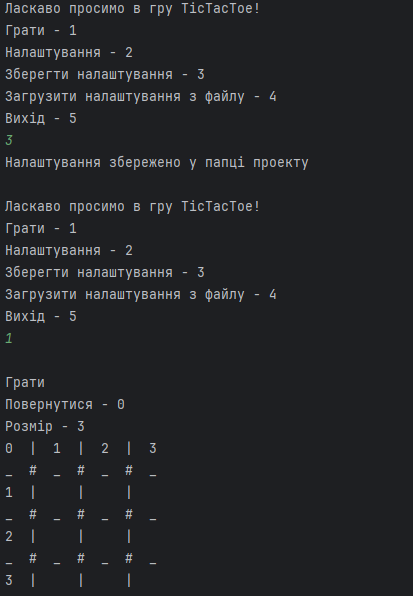 Ласкаво просимо в гру TicTacToe!
Грати - 1
Налаштування - 2
Зберегти налаштування - 3
Загрузити налаштування з файлу - 4
Вихід - 5
3
Налаштування збережено у папці проекту
Ласкаво просимо в гру TicTacToe!
Грати - 1
Налаштування - 2
Зберегти налаштування - 3
Загрузити налаштування з файлу - 4
Вихід - 5
1
Грати
Повернутися - 0
Розмір - 3
0 | 1 | 2 | 3
_ # _ # _ # _
1 |   |   |
_ # _ # _ # _
2 |   |   |
_ # _ # _ # _
3 |   |   |